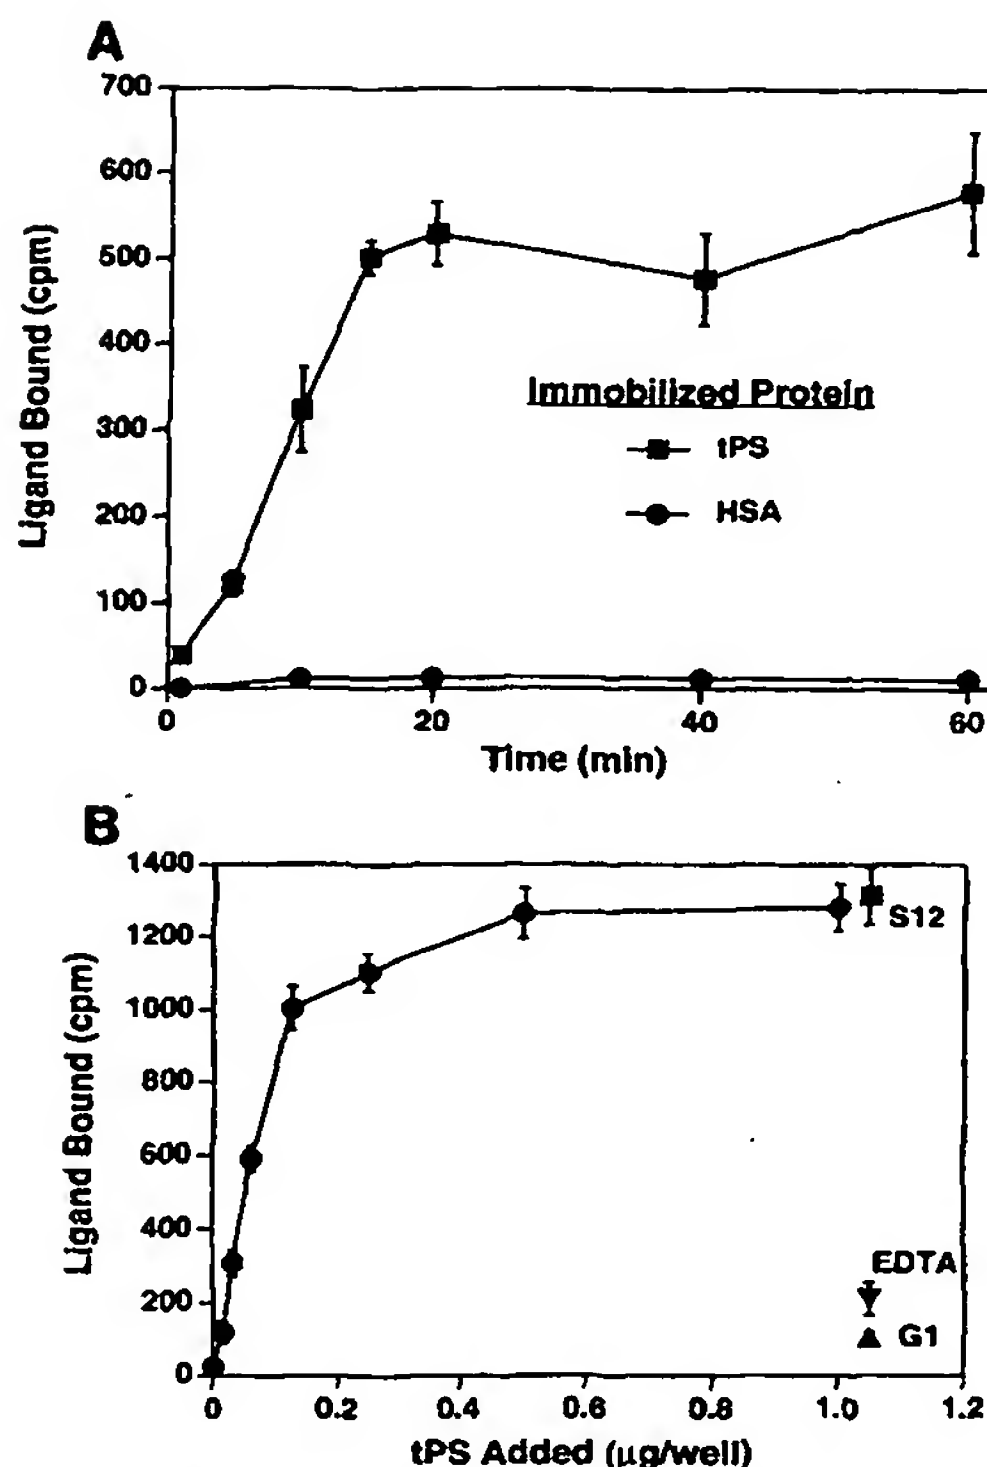 A
700
600
500
400
300
200
100
0
Ligand Bound (cpm)
Immobilized Protein
tPS
HSA
0 20 40 60
Time (min)
B
1400
1200
1000
800
600
400
200
0
Ligand Bound (cpm)
S12
EDTA
G1
0 0.2 0.4 0.6 0.8 1.0 1.2
tPS Added (µg/well)